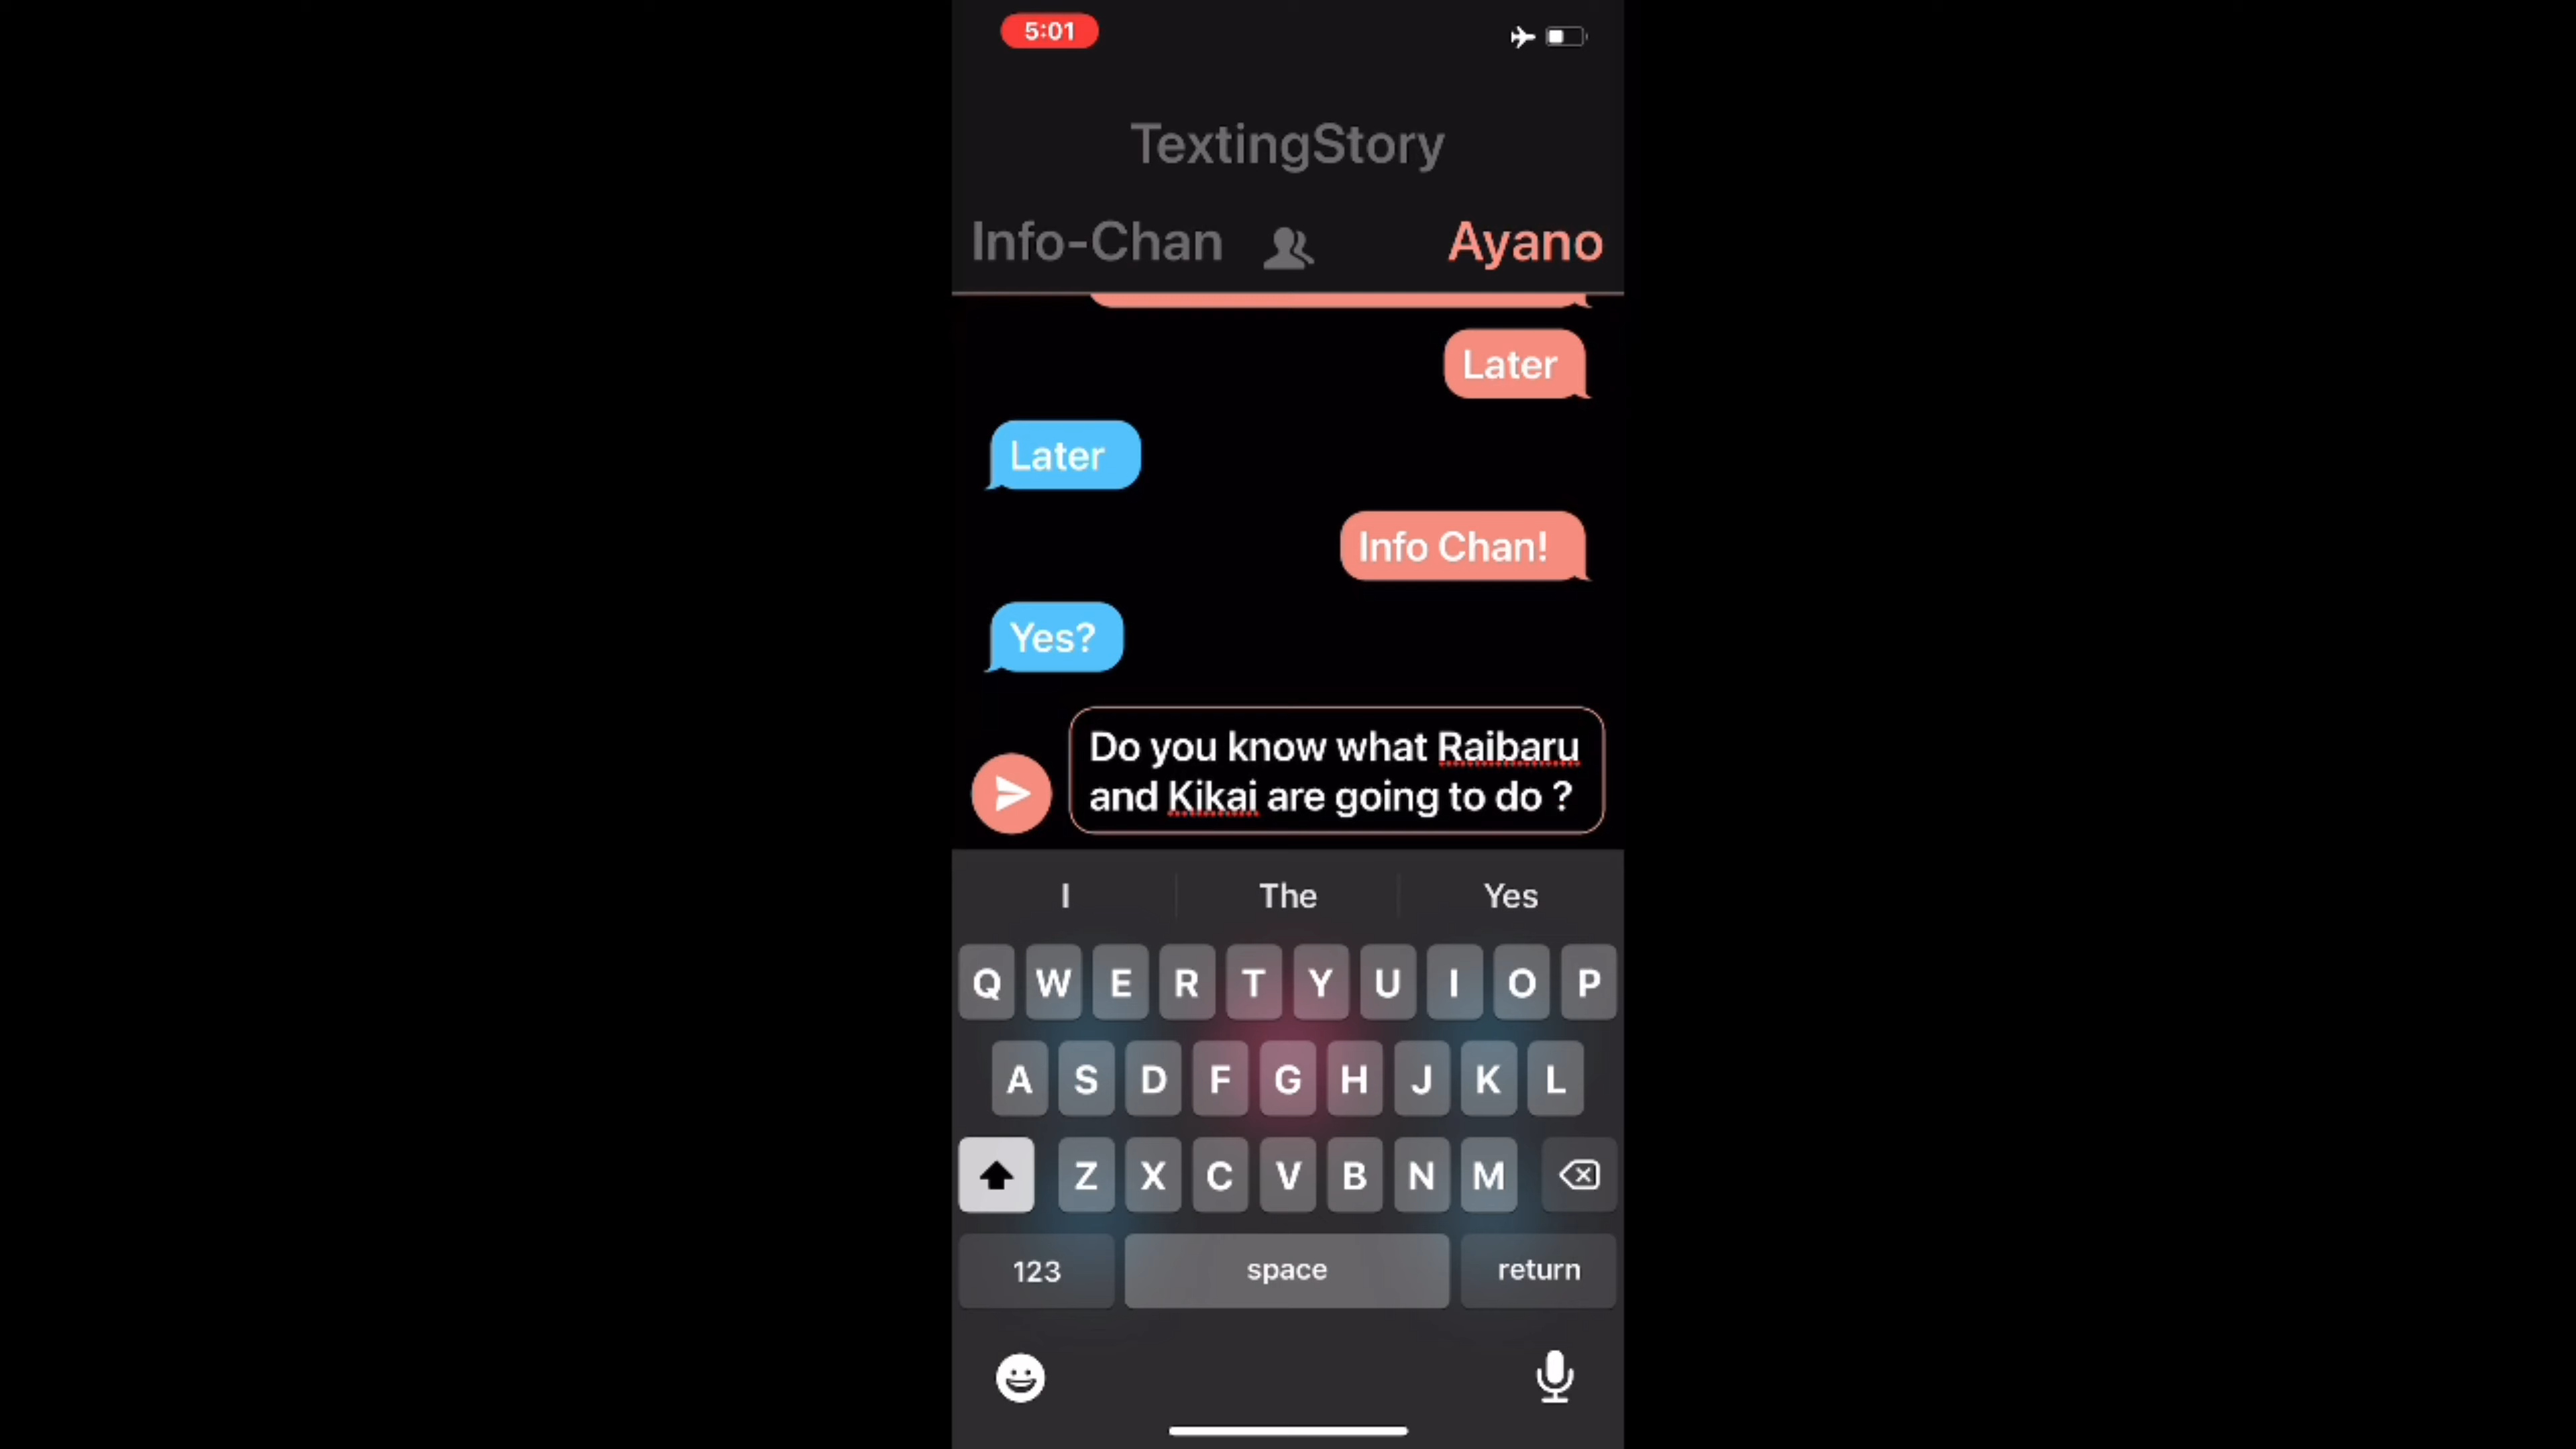 5:01
TextingStory
Info-Chan
Ayano
Later
Later
Info Chan!
Yes?
Do you know what Raibaru
and Kikai are going to do ?
I
The
Yes
Q W E R T Y U I O P
A S D F G H J K L
Z X C V B N M
123
space
return